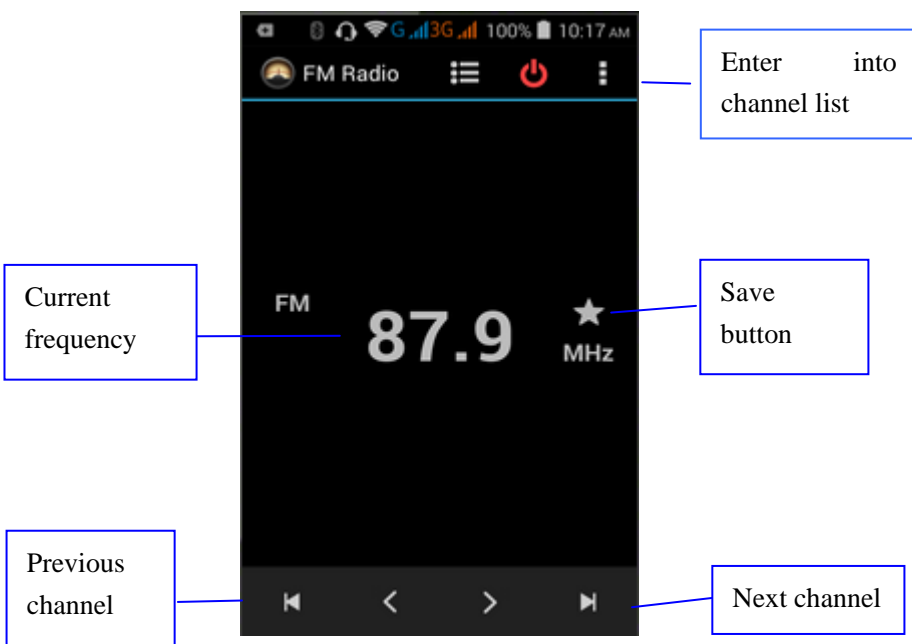 G 3G 100% 10:17 AM
FM Radio
Enter into
channel list
Current
frequency
FM
87.9
MHz
Save
button
Previous
channel
Next channel